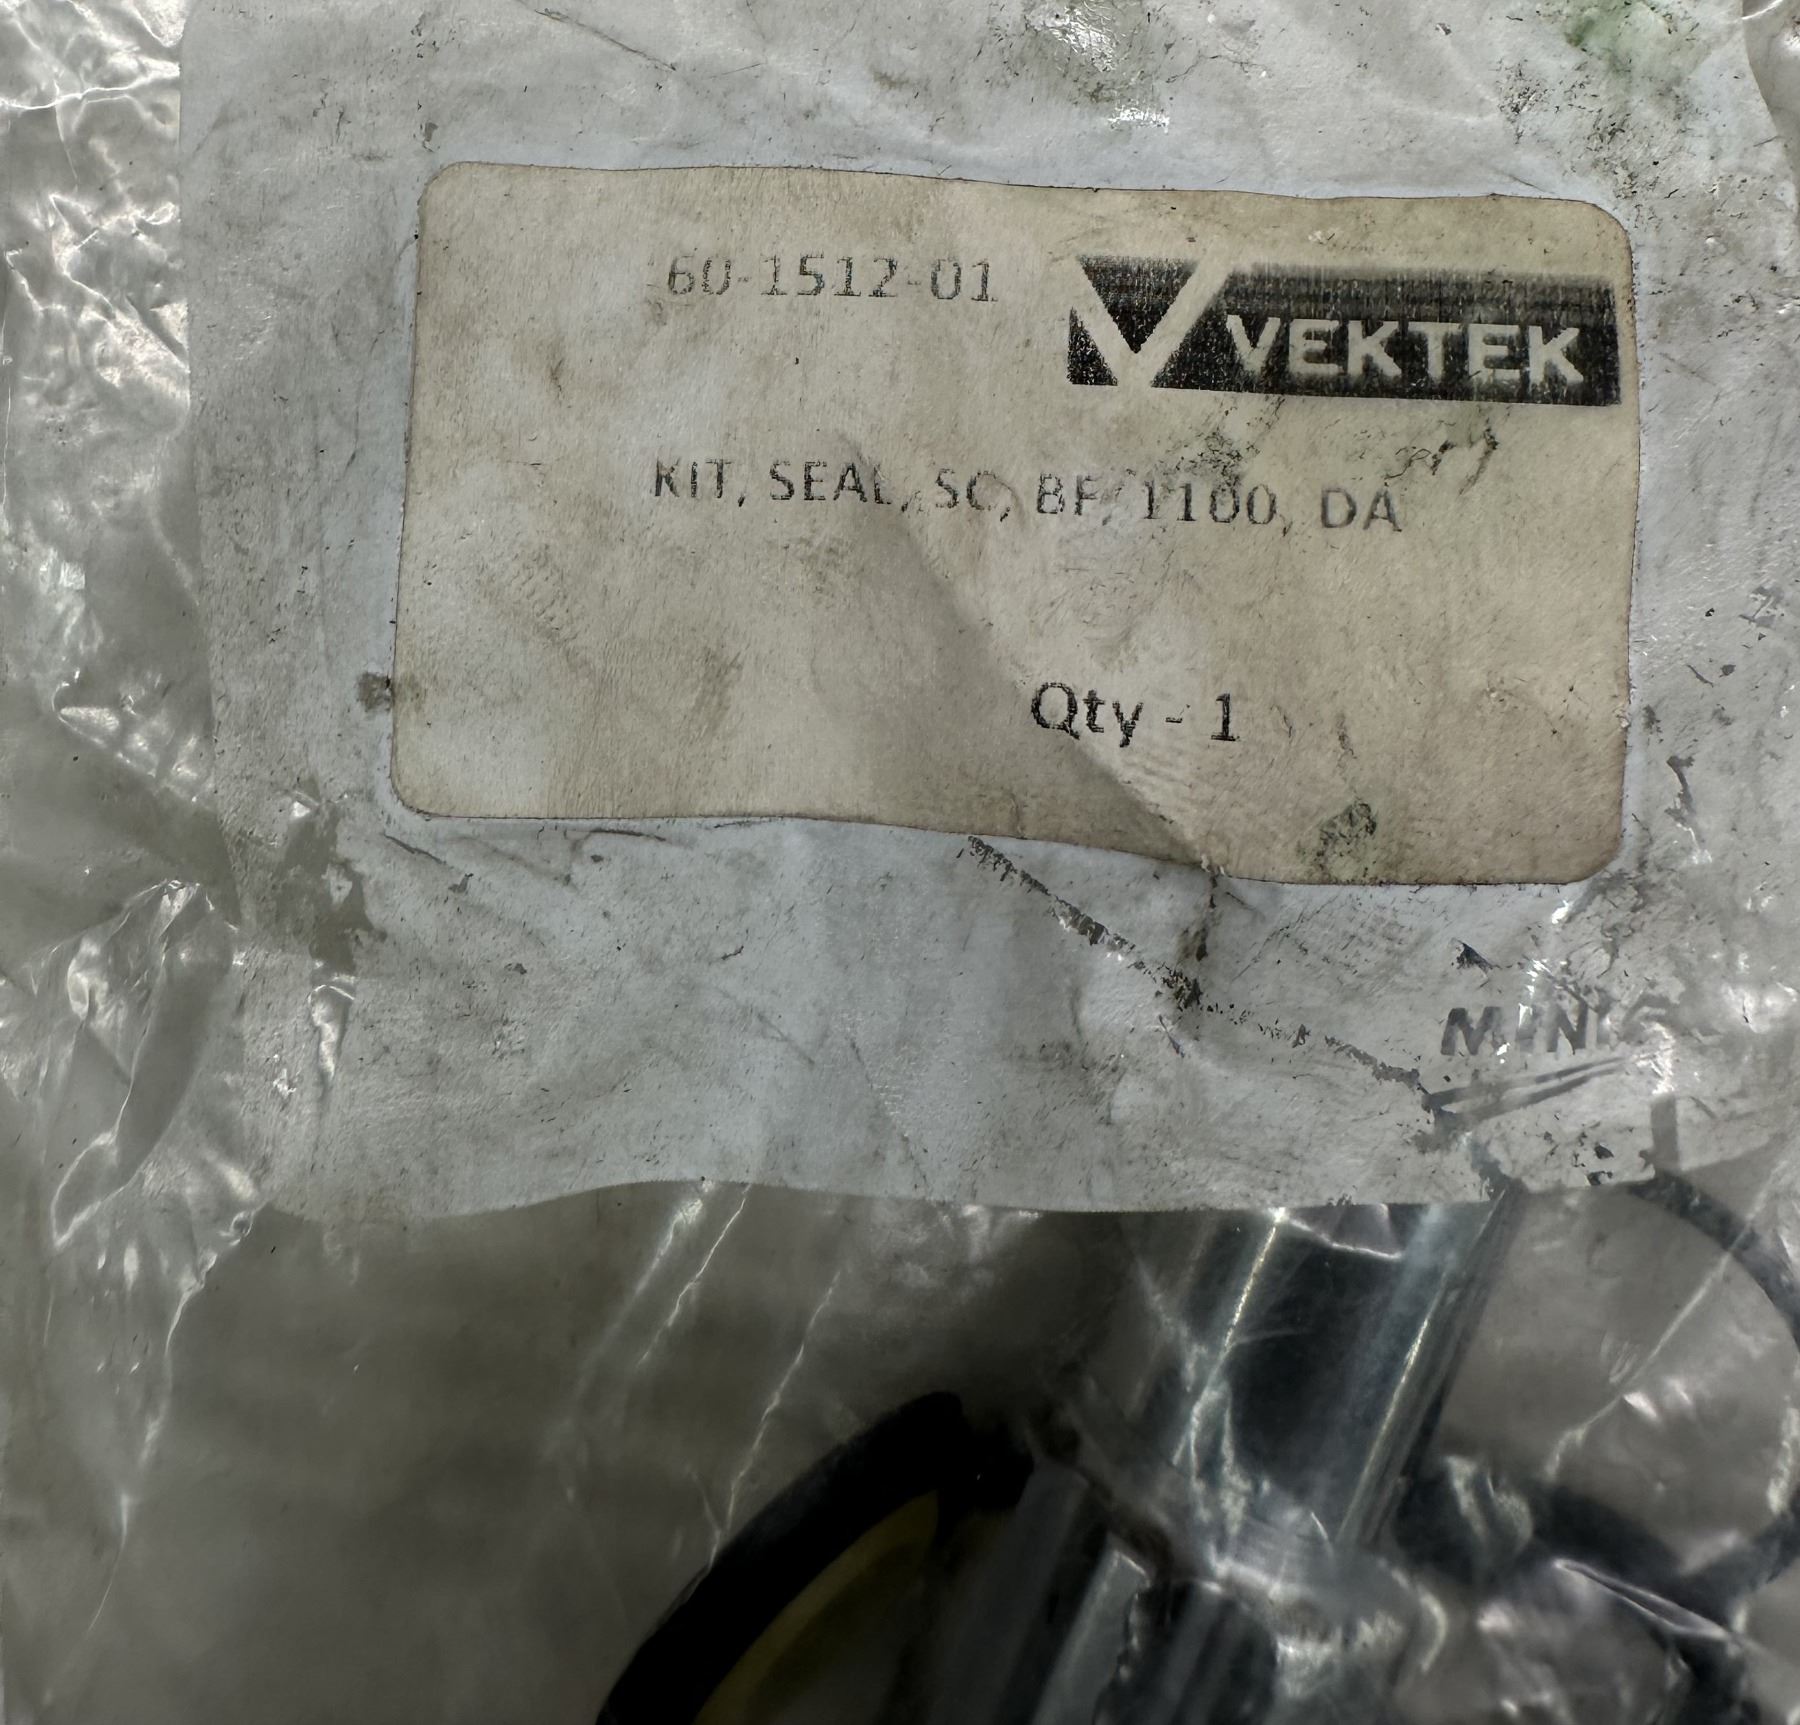 60-1512-01
VEKTEK
KIT, SEAL, SC, BF, 1100, DA
Qty - 1